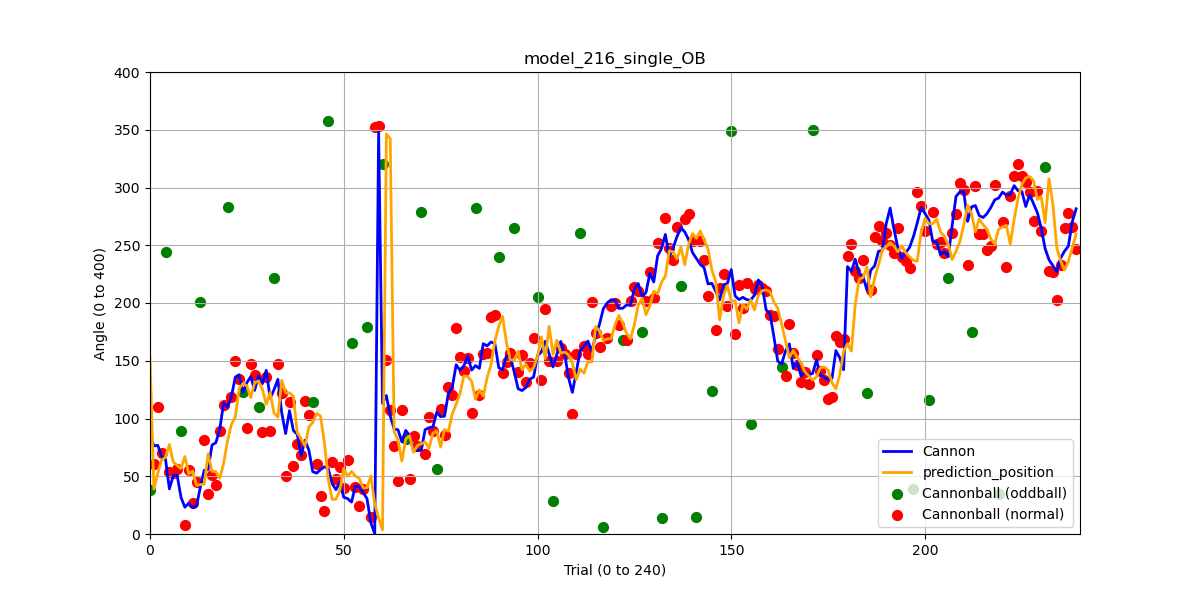 model_216_single_OB
400
350
300
250
200
150
100
50
0
Angle (0 to 400)
0 50 100 150 200
Trial (0 to 240)
Cannon
prediction_position
Cannonball (oddball)
Cannonball (normal)